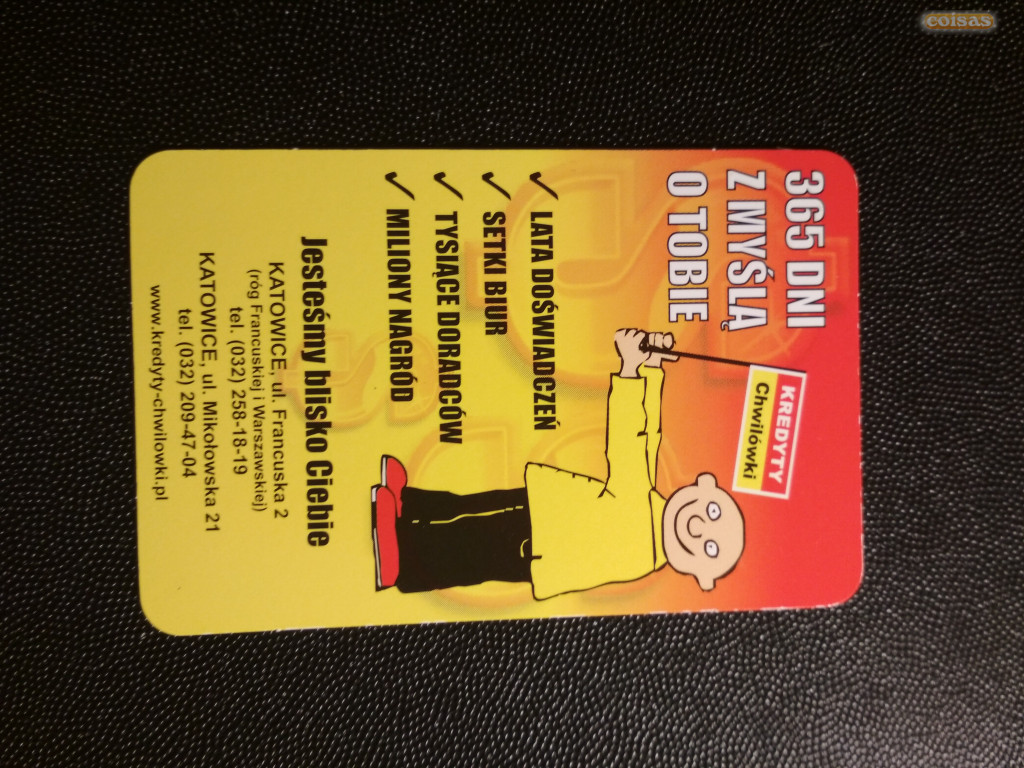 365 DNI
Z MYŚLĄ
O TOBIE
KREDYTY
Chwilówki
✓ LATA DOŚWIADCZEŃ
✓ SETKI BIUR
✓ TYSIĄCE DORADCÓW
✓ MILIONY NAGRÓD
Jesteśmy blisko Ciebie
KATOWICE, ul. Francuska 2
(róg Francuskiej i Warszawskiej)
tel. (032) 258-18-19
KATOWICE, ul. Mikołowska 21
tel. (032) 209-47-04
www.kredyty-chwilowki.pl
coisas